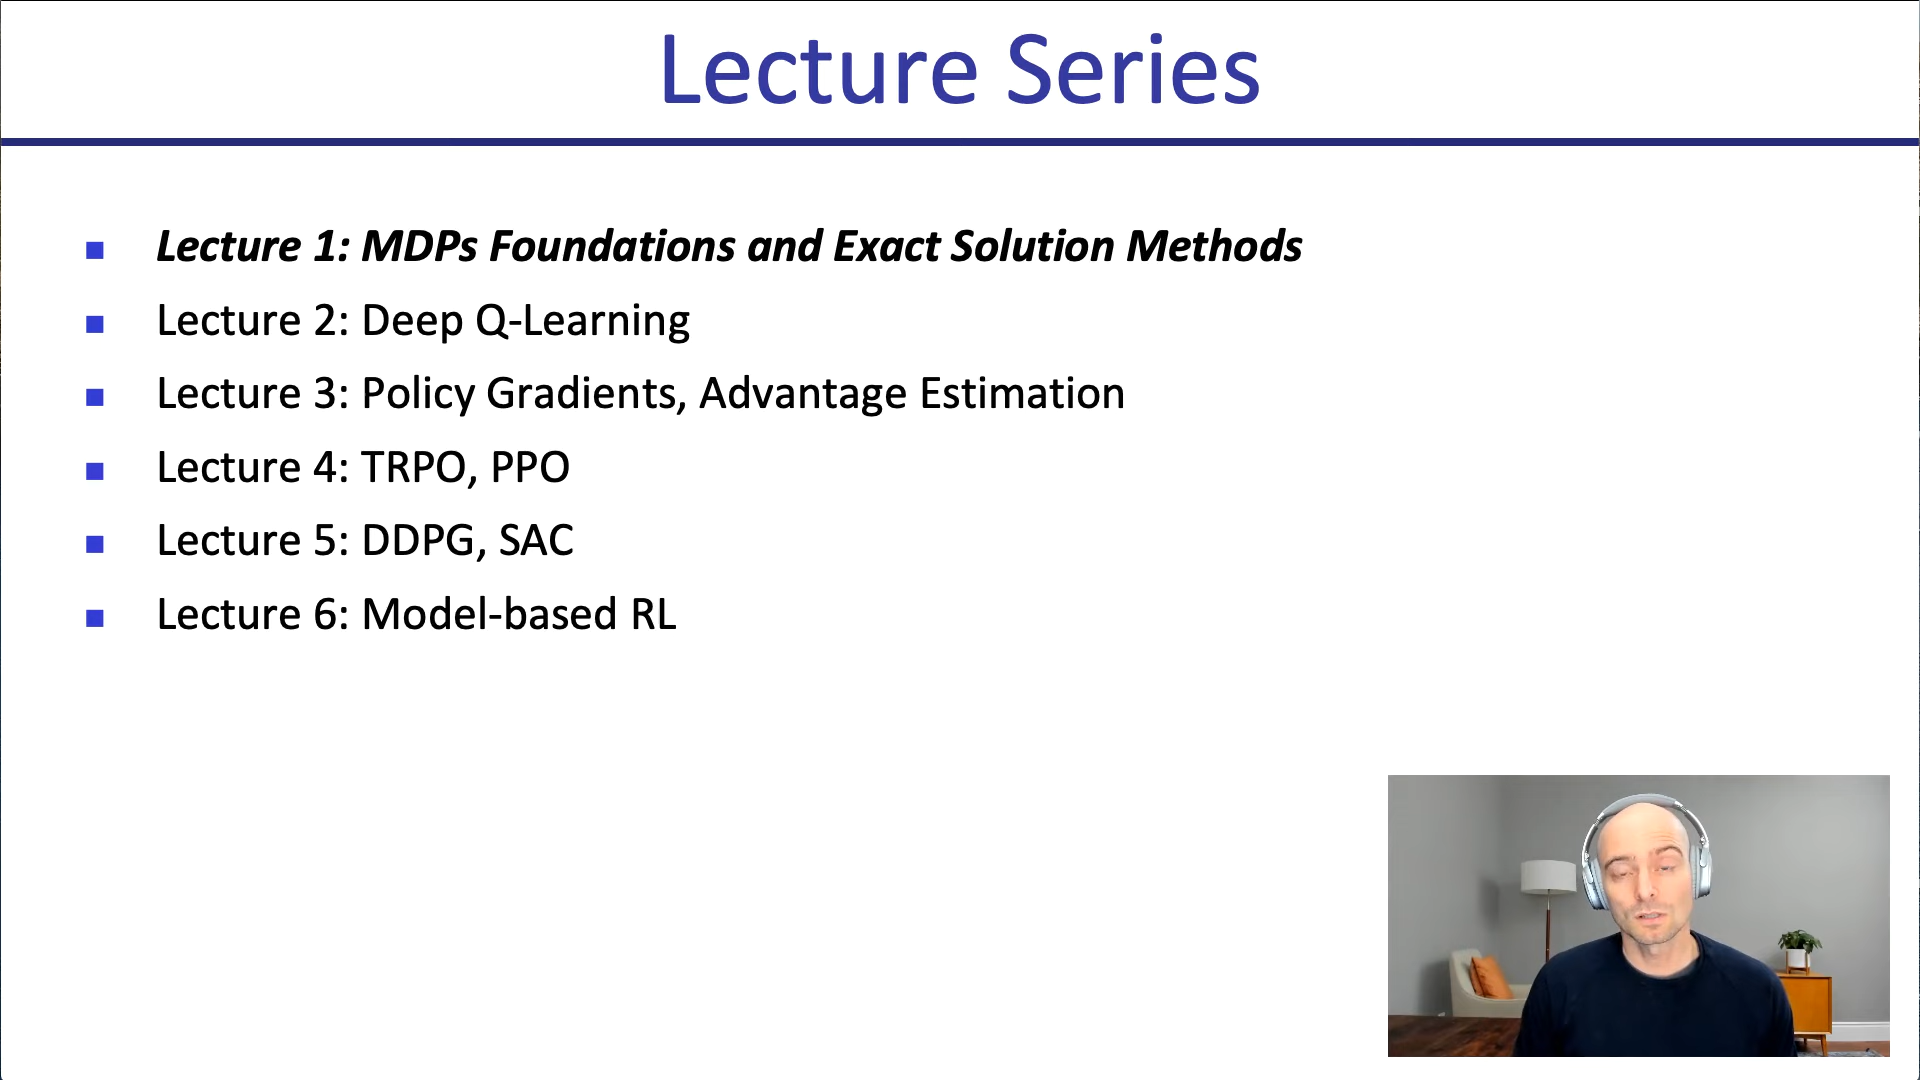 Lecture Series
Lecture 1: MDPs Foundations and Exact Solution Methods
Lecture 2: Deep Q-Learning
Lecture 3: Policy Gradients, Advantage Estimation
Lecture 4: TRPO, PPO
Lecture 5: DDPG, SAC
Lecture 6: Model-based RL